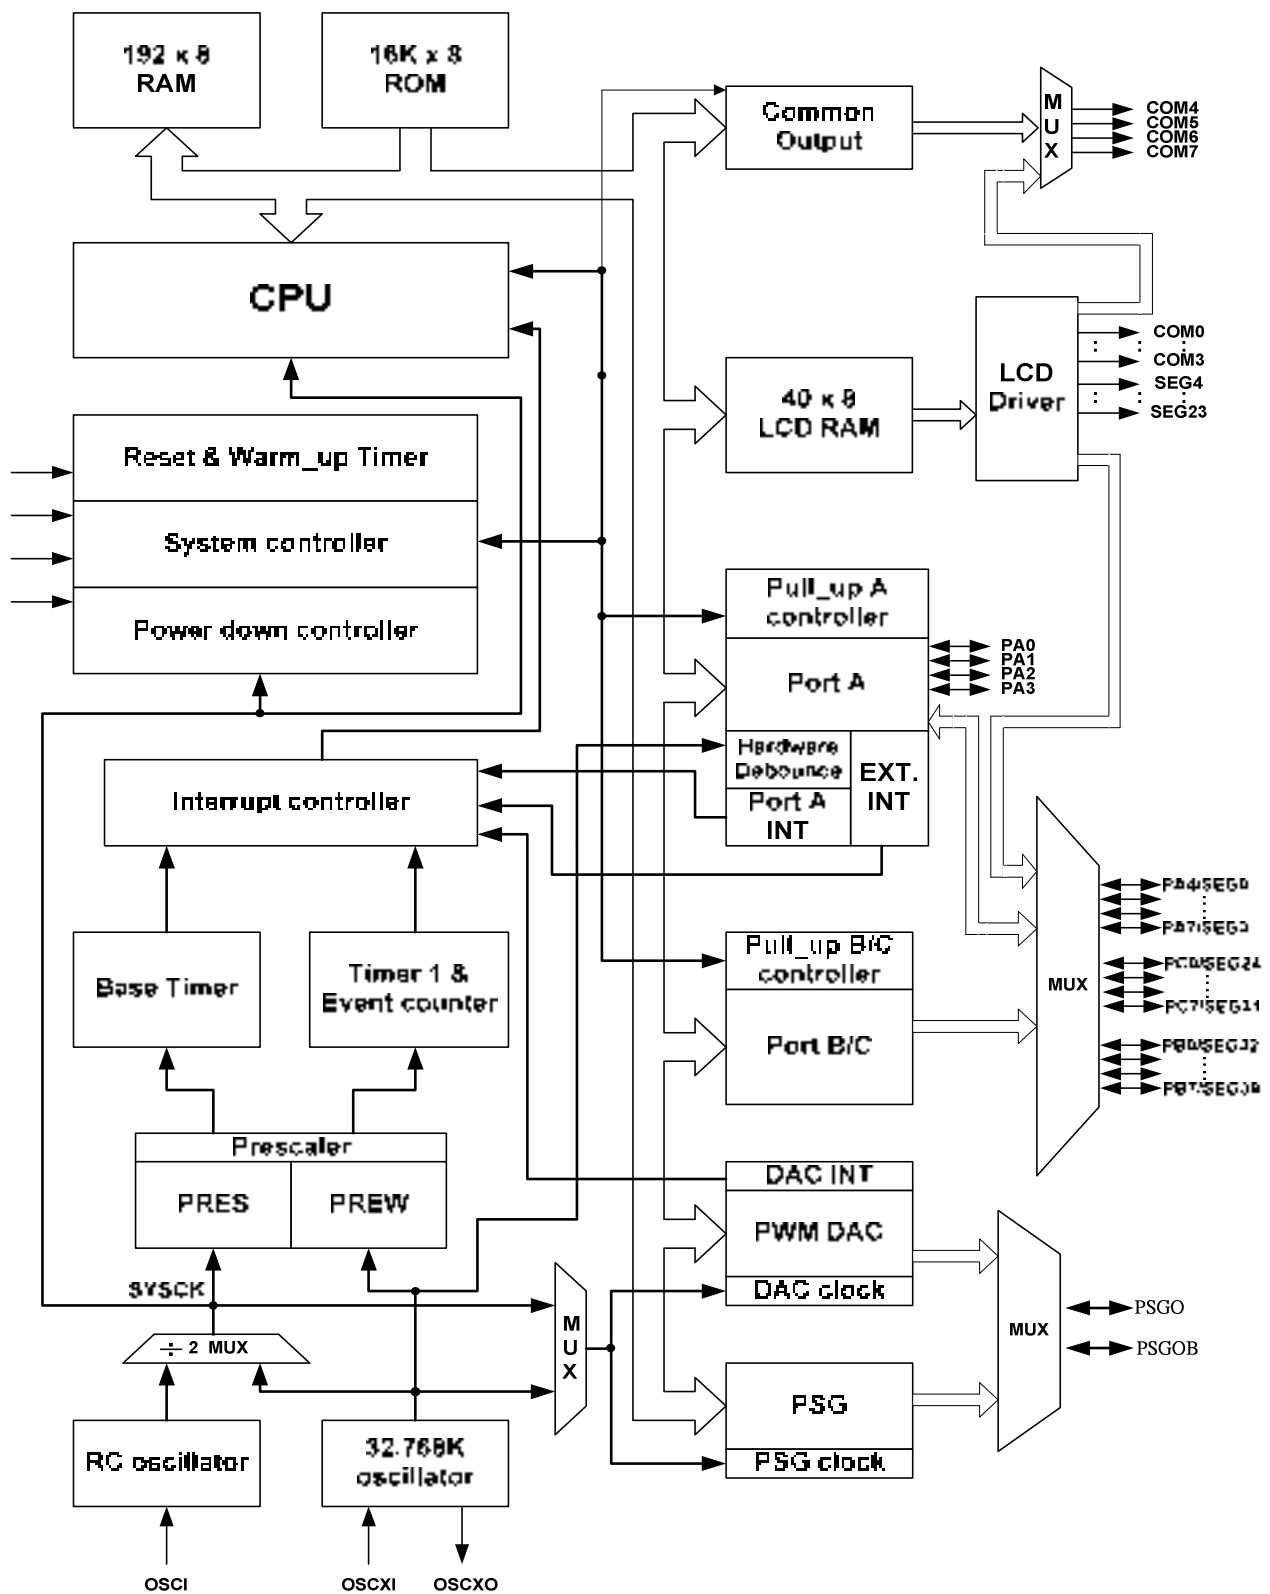 192 x 8
RAM
16K x 8
ROM
Common
Output
MUX
COM4
COM5
COM6
COM7
CPU
40 x 8
LCD RAM
LCD
Driver
COM0
COM3
SEG4
SEG23
Reset & Warm_up Timer
System controller
Power down controller
Pull_up A
controller
Port A
PA0
PA1
PA2
PA3
Hardware
Debounce
Port A
INT
EXT.
INT
Interrupt controller
Base Timer
Timer 1 &
Event counter
Pull_up B/C
controller
Port B/C
MUX
PA4/SEG0
PA7/SEG3
PC0/SEG24
PC7/SEG31
PB0/SEG32
PB7/SEG39
Prescaler
PRES
PREW
DAC INT
PWM DAC
DAC clock
SYSCK
÷ 2 MUX
MUX
MUX
PSGO
PSGOB
PSG
PSG clock
RC oscillator
32.768K
oscillator
OSCI
OSCXI
OSCXO